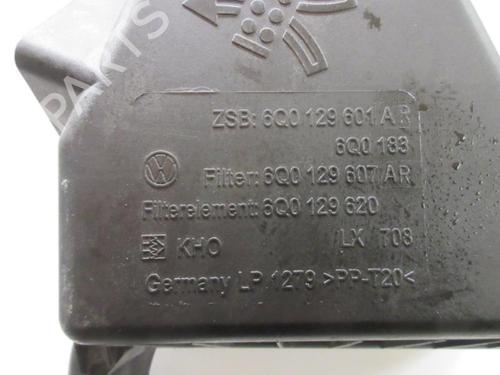 PARTS
ZSB: 6Q0 129 601 AR
6Q0 183
Filter: 6Q0 129 607 AR
Filterelement: 6Q0 129 620
KHO LX 708
Germany LP 1279 >PP-T20<